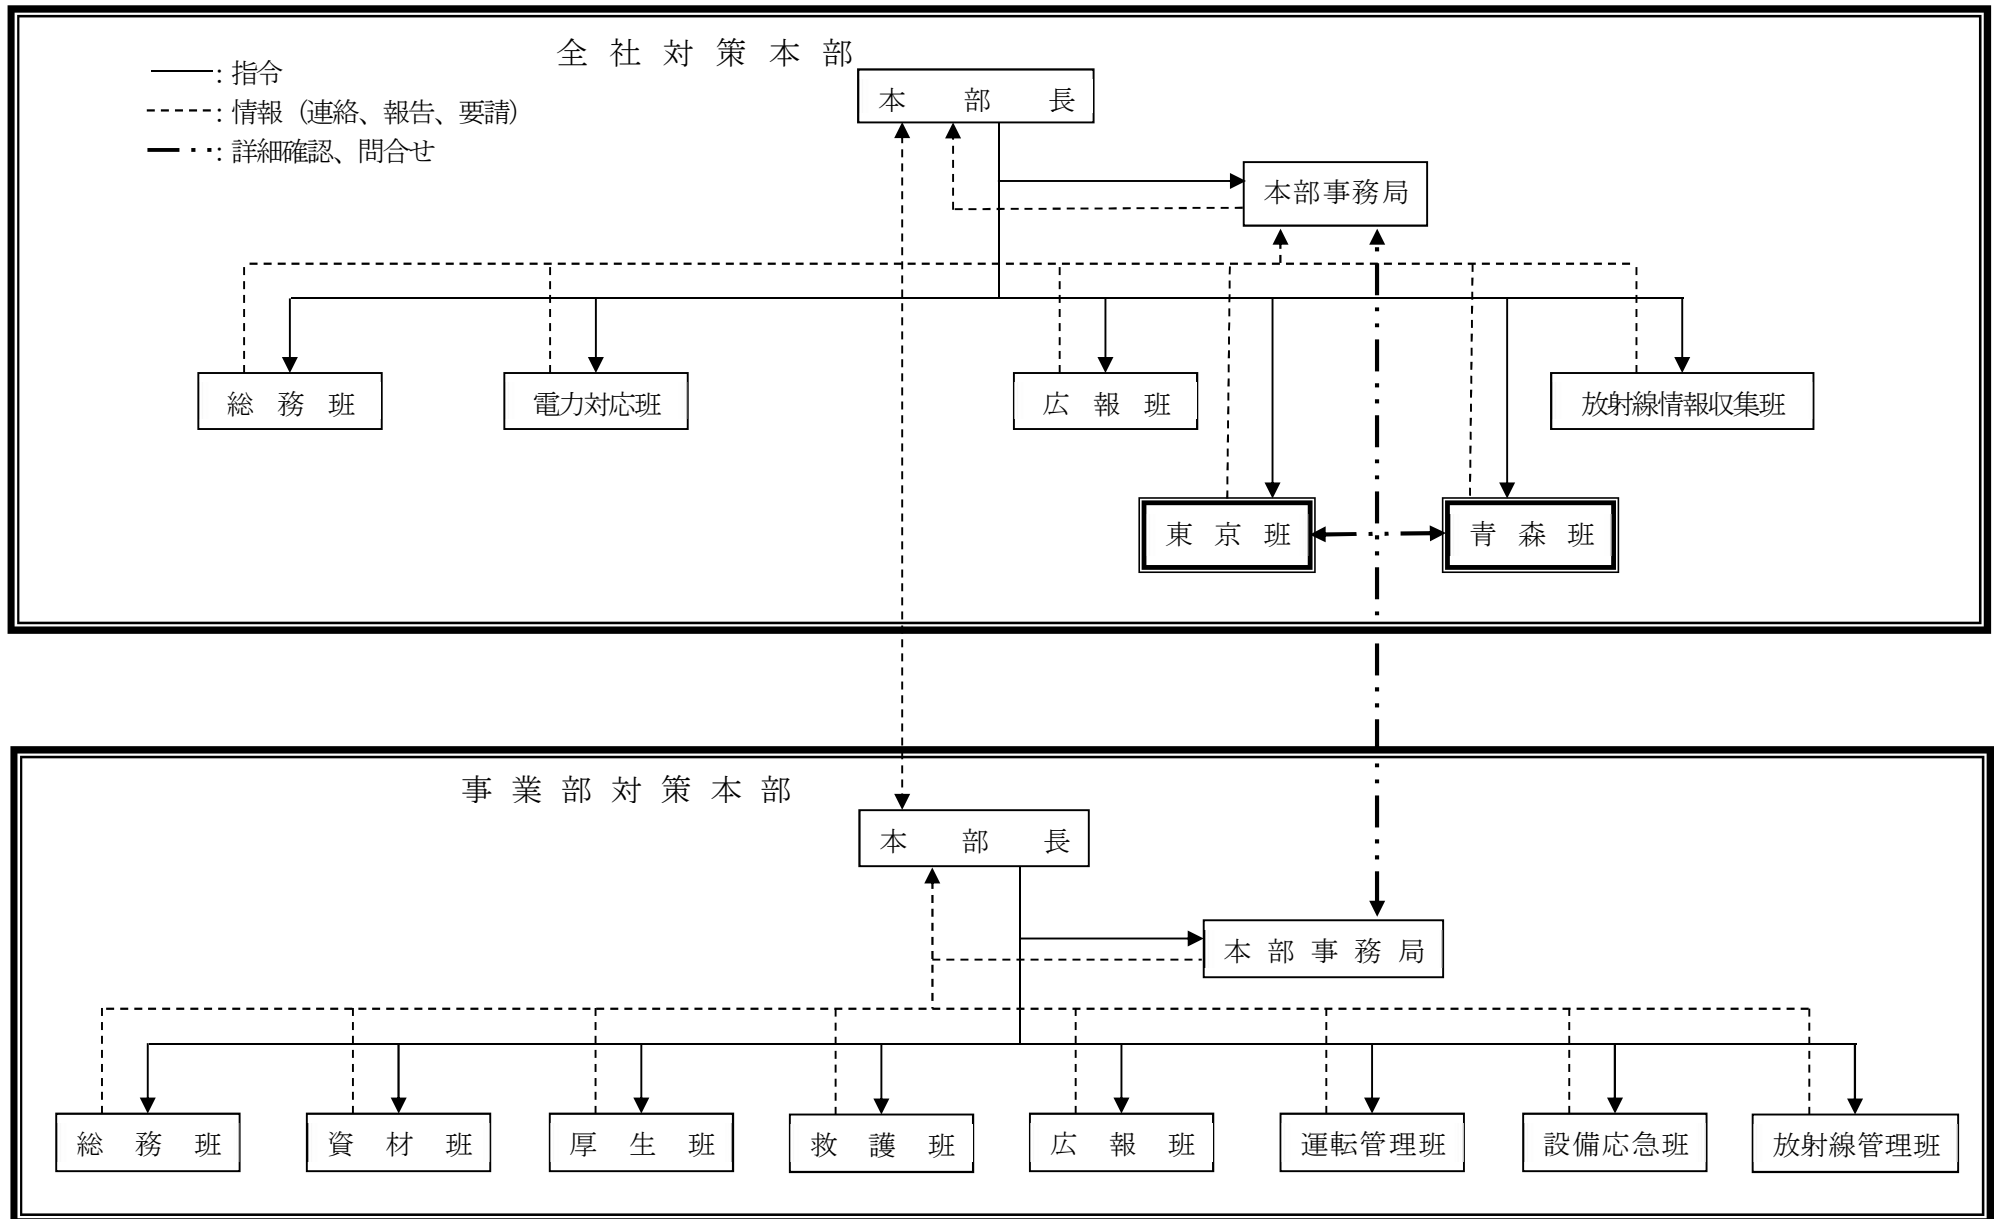 全社対策本部
:指令
:情報（連絡、報告、要請）
:詳細確認、問合せ
本部長
本部事務局
総務班
電力対応班
広報班
放射線情報収集班
東京班
青森班
事業部対策本部
本部長
本部事務局
総務班
資材班
厚生班
救護班
広報班
運転管理班
設備応急班
放射線管理班